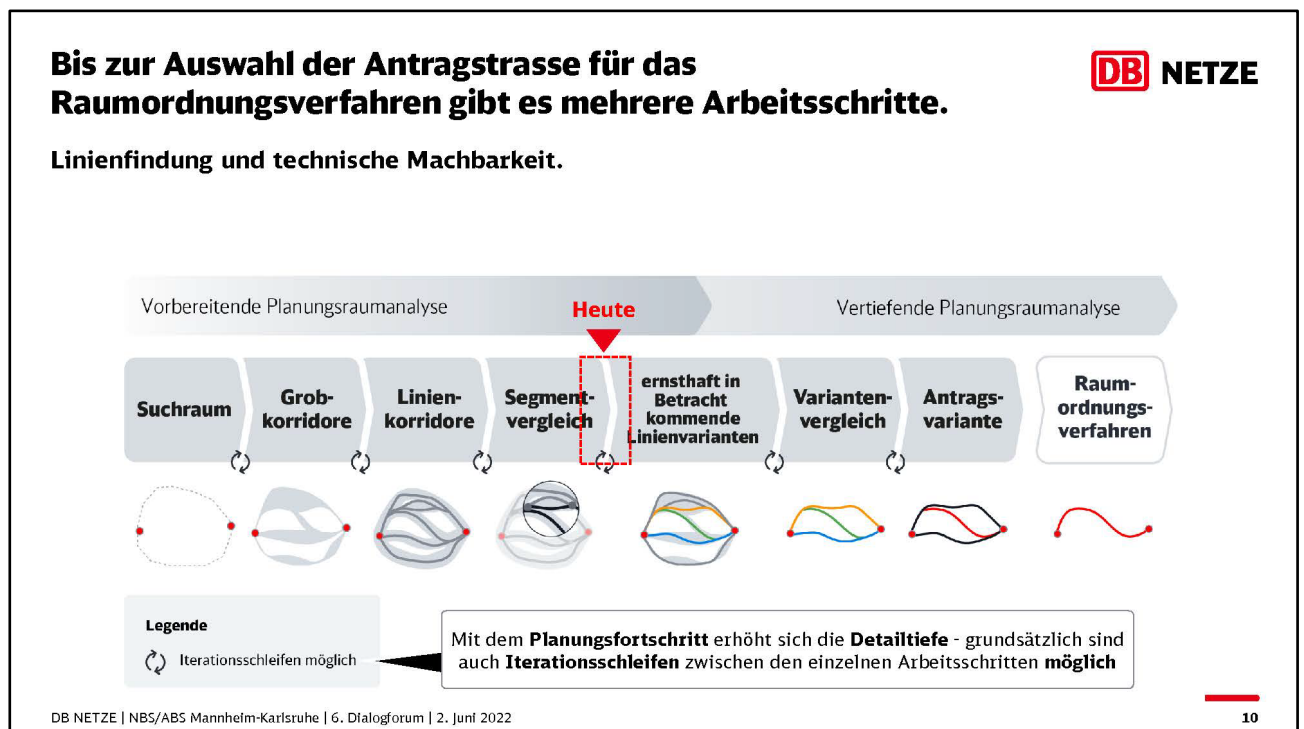 Bis zur Auswahl der Antragstrasse für das
Raumordnungsverfahren gibt es mehrere Arbeitsschritte.
DB NETZE
Linienfindung und technische Machbarkeit.
Vorbereitende Planungsraumanalyse
Heute
Vertiefende Planungsraumanalyse
Suchraum
Grob-
korridore
Linien-
korridore
Segment-
vergleich
ernsthaft in
Betracht
kommende
Linienvarianten
Varianten-
vergleich
Antrags-
variante
Raum-
ordnungs-
verfahren
Legende
Iterationsschleifen möglich
Mit dem Planungsfortschritt erhöht sich die Detailtiefe - grundsätzlich sind
auch Iterationsschleifen zwischen den einzelnen Arbeitsschritten möglich
DB NETZE | NBS/ABS Mannheim-Karlsruhe | 6. Dialogforum | 2. Juni 2022
10